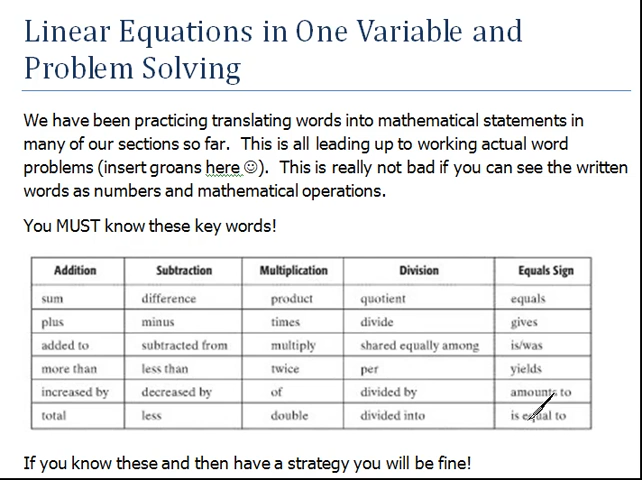 Linear Equations in One Variable and
Problem Solving
We have been practicing translating words into mathematical statements in
many of our sections so far. This is all leading up to working actual word
problems (insert groans here ☺). This is really not bad if you can see the written
words as numbers and mathematical operations.
You MUST know these key words!
Addition Subtraction Multiplication Division Equals Sign
sum difference product quotient equals
plus minus times divide gives
added to subtracted from multiply shared equally among is/was
more than less than twice per yields
increased by decreased by of divided by amounts to
total less double divided into is equal to
If you know these and then have a strategy you will be fine!